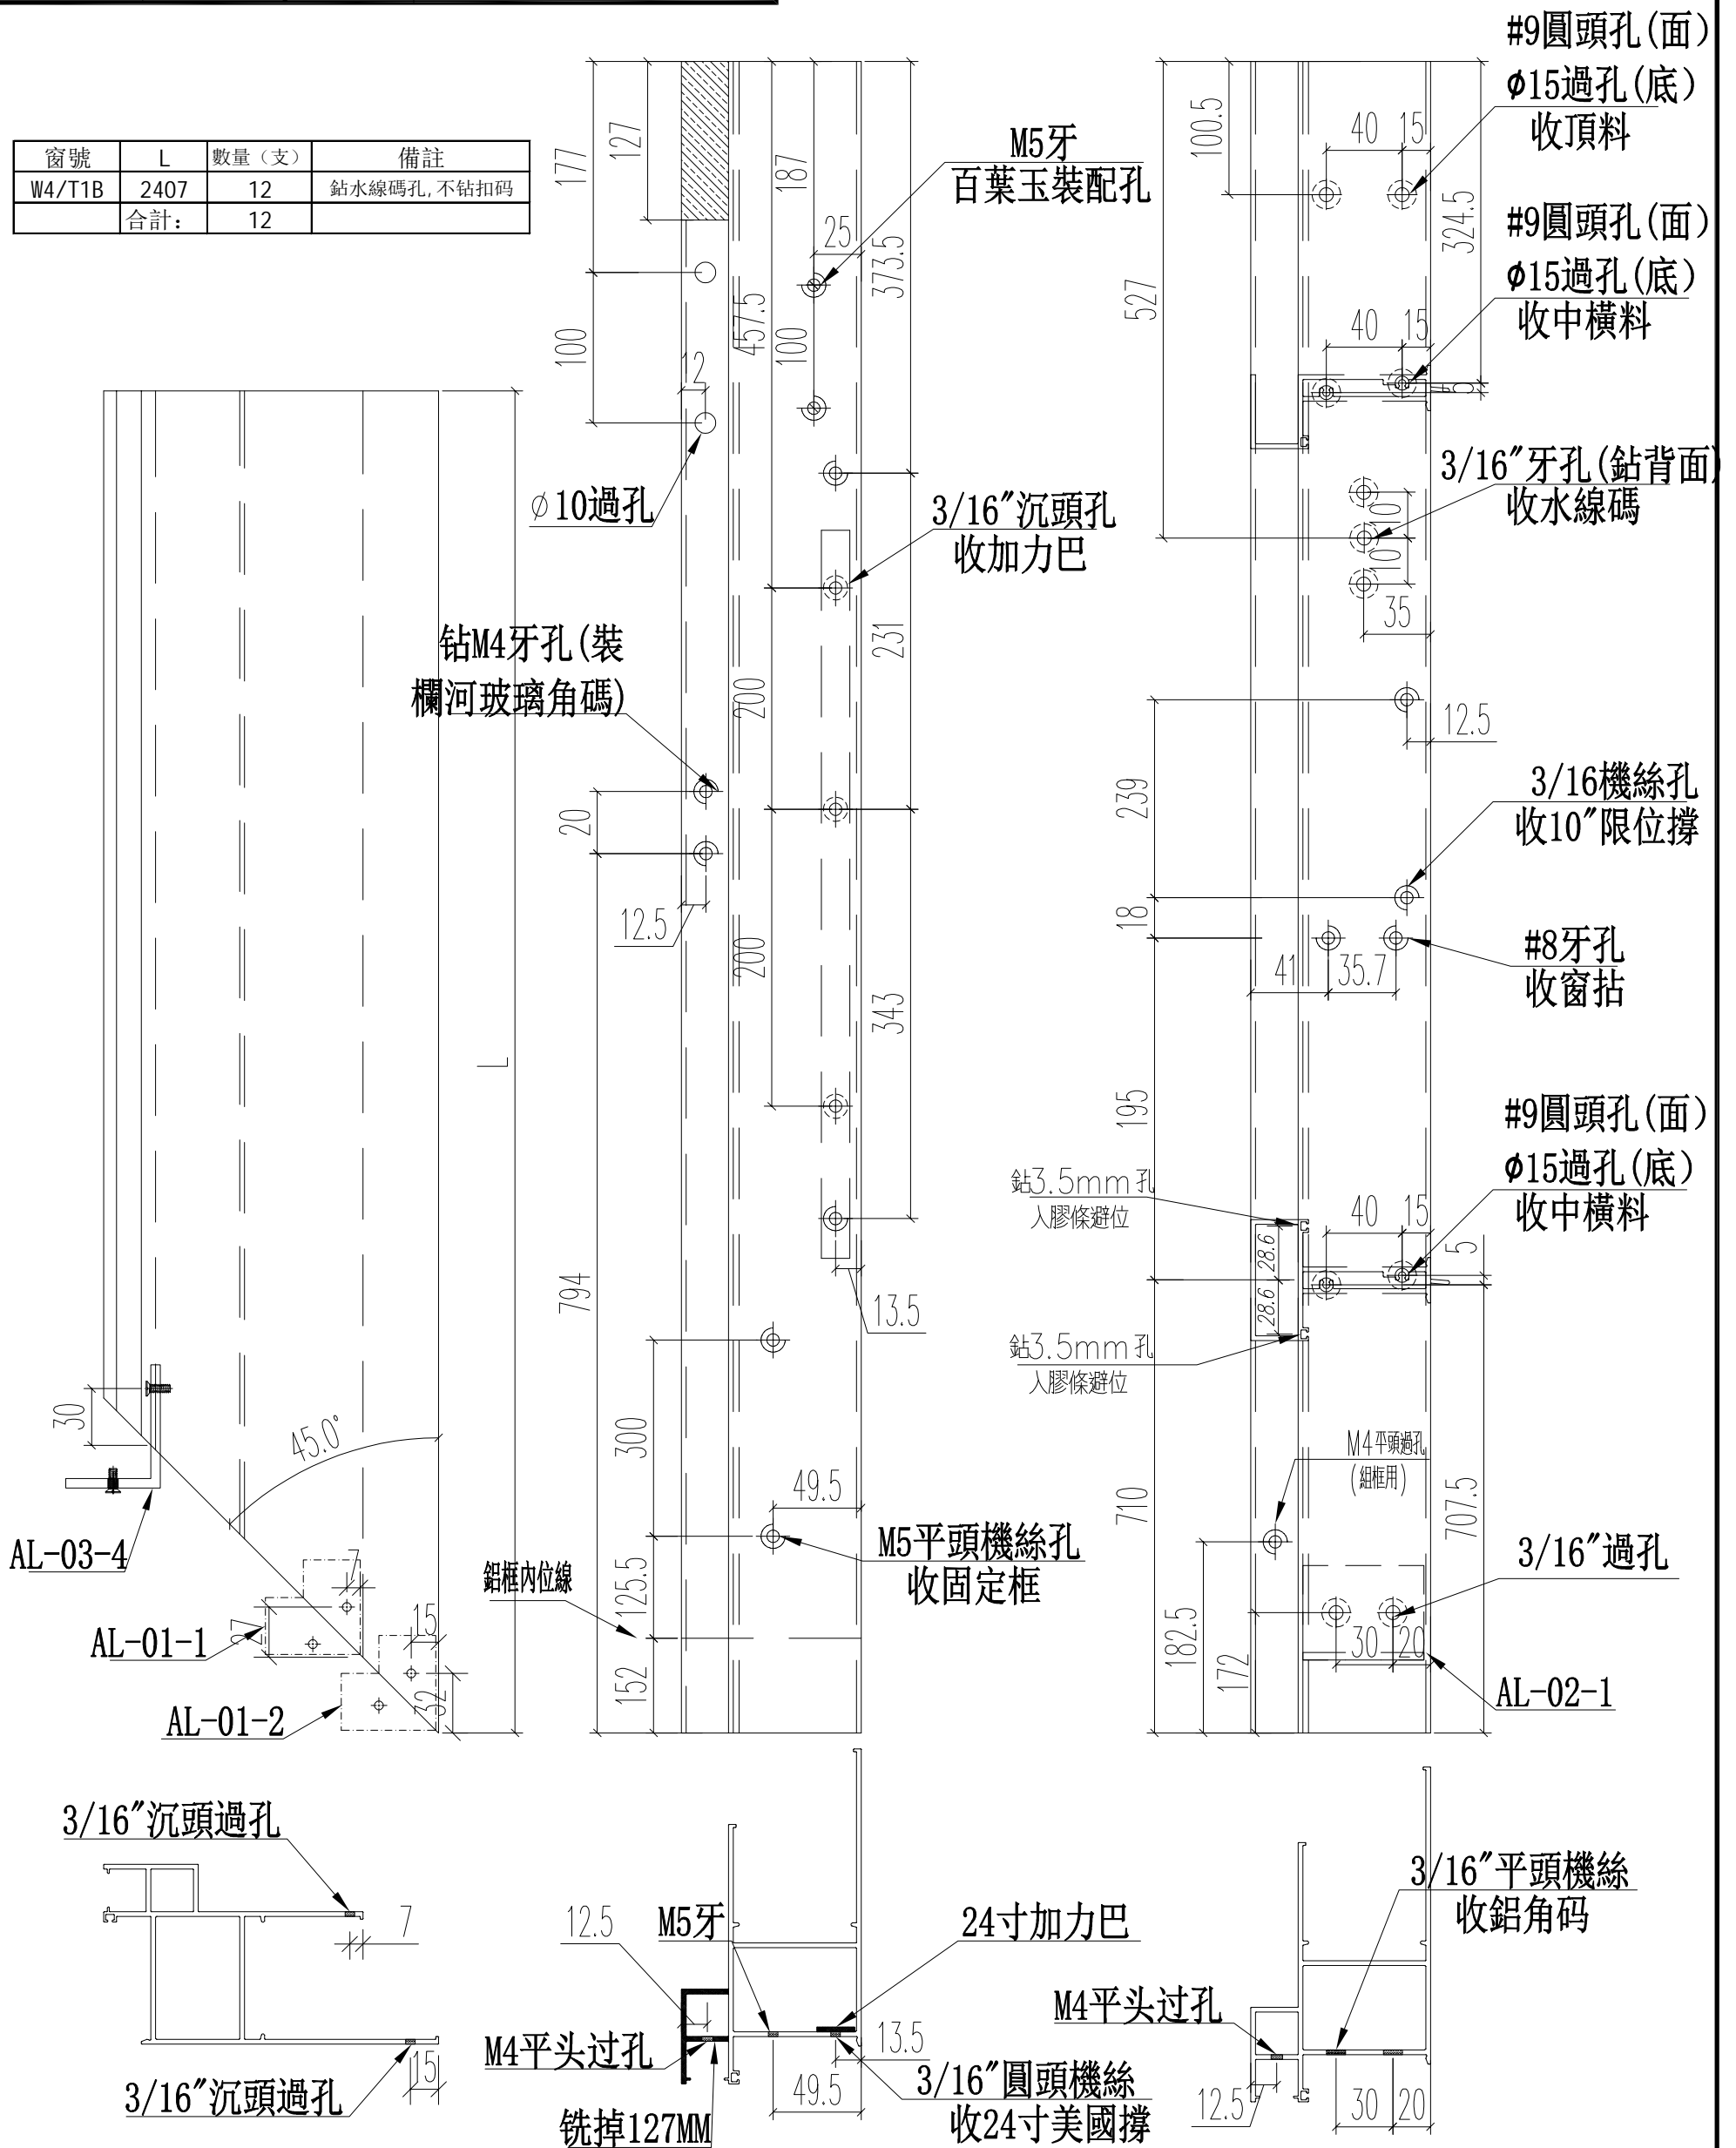 窗號 L 數量（支） 備註
W4/T1B 2407 12 鉆水線碼孔,不钻扣码
合計: 12
177
127
187
100
457.5
100
25
373.5
12
M5牙
百葉玉裝配孔
∅10過孔
3/16"沉頭孔
收加力巴
钻M4牙孔(裝
欄河玻璃角碼)
200
231
20
12.5
200
343
794
13.5
300
49.5
M5平頭機絲孔
收固定框
鋁框內位線
125.5
152
L
30
45.0°
AL-03-4
7
27
AL-01-1
15
32
AL-01-2
#9圓頭孔(面)
ϕ15過孔(底)
收頂料
100.5
40 15
324.5
527
#9圓頭孔(面)
ϕ15過孔(底)
收中橫料
40 15
3/16"牙孔(鉆背面)
收水線碼
10
10
35
12.5
239
3/16機絲孔
收10"限位撐
18
#8牙孔
收窗拈
41 35.7
195
#9圓頭孔(面)
ϕ15過孔(底)
收中橫料
鉆3.5mm孔
入膠條避位
40 15
5
28.6
28.6
鉆3.5mm孔
入膠條避位
M4平頭過孔
(組框用)
710
707.5
3/16"過孔
182.5
172
30 20
AL-02-1
3/16"沉頭過孔
7
15
3/16"沉頭過孔
12.5
M5牙
24寸加力巴
M4平头过孔
13.5
49.5
3/16"圓頭機絲
收24寸美國撐
铣掉127MM
3/16"平頭機絲
收鋁角码
M4平头过孔
12.5
30 20